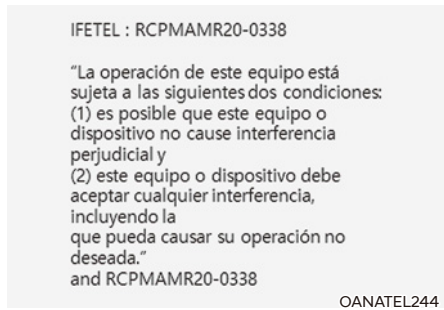 IFETEL : RCPMAMR20-0338
“La operación de este equipo está
sujeta a las siguientes dos condiciones:
(1) es posible que este equipo o
dispositivo no cause interferencia
perjudicial y
(2) este equipo o dispositivo debe
aceptar cualquier interferencia,
incluyendo la
que pueda causar su operación no
deseada.”
and RCPMAMR20-0338
OANATEL244